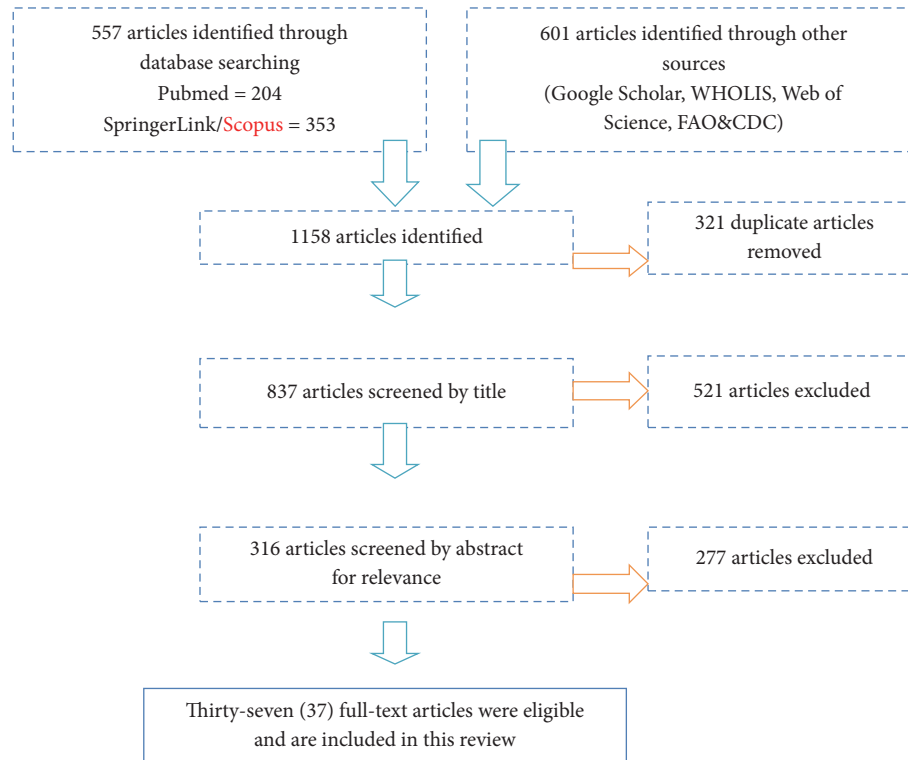 557 articles identified through
database searching
Pubmed = 204
SpringerLink/Scopus = 353
601 articles identified through other
sources
(Google Scholar, WHOLIS, Web of
Science, FAO&CDC)
1158 articles identified
321 duplicate articles
removed
837 articles screened by title
521 articles excluded
316 articles screened by abstract
for relevance
277 articles excluded
Thirty-seven (37) full-text articles were eligible
and are included in this review